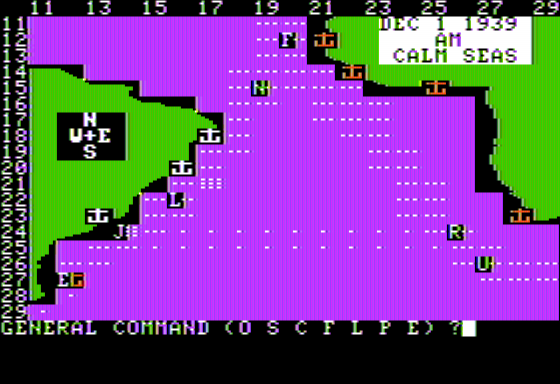 11 13 15 17 19 21 23 25 27 29
11
DEC 1 1939
12
F
AM
13
CALM SEAS
14
15
N
16
17
N
18
W+E
19
S
20
21
22
L
23
24
J
R
25
26
U
27
E G
28
29
GENERAL COMMAND (O S C F L P E) ?